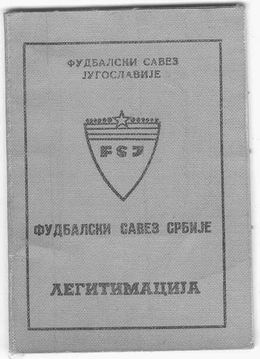 ФУДБАЛСКИ САВЕЗ
ЈУГОСЛАВИЈЕ
FSJ
ФУДБАЛСКИ САВЕЗ СРБИЈЕ
ЛЕГИТИМАЦИЈА